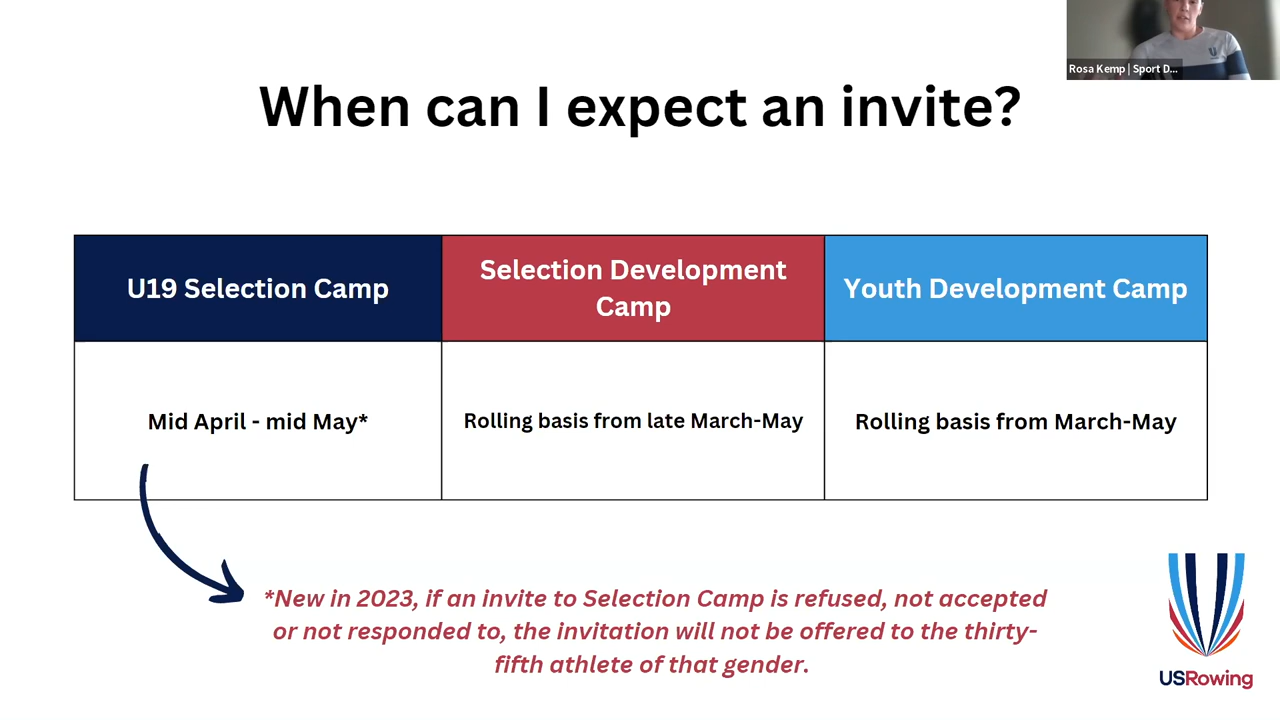 Rosa Kemp | Sport D...
When can I expect an invite?
U19 Selection Camp
Selection Development
Camp
Youth Development Camp
Mid April - mid May*
Rolling basis from late March-May
Rolling basis from March-May
*New in 2023, if an invite to Selection Camp is refused, not accepted
or not responded to, the invitation will not be offered to the thirty-
fifth athlete of that gender.
USRowing